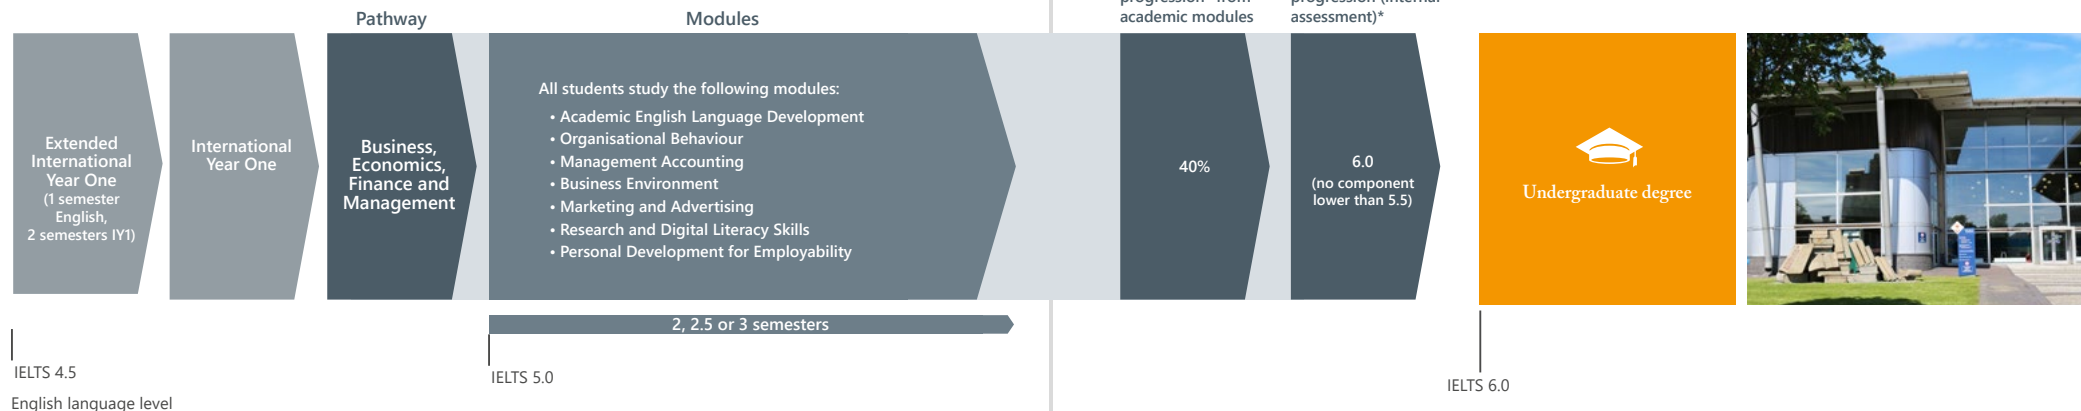 Pathway
Modules
progression* from
academic modules
progression (internal
assessment)*
Extended
International
Year One
(1 semester
English,
2 semesters IY1)
International
Year One
Business,
Economics,
Finance and
Management
All students study the following modules:
• Academic English Language Development
• Organisational Behaviour
• Management Accounting
• Business Environment
• Marketing and Advertising
• Research and Digital Literacy Skills
• Personal Development for Employability
40%
6.0
(no component
lower than 5.5)
Undergraduate degree
2, 2.5 or 3 semesters
IELTS 4.5
IELTS 5.0
IELTS 6.0
English language level